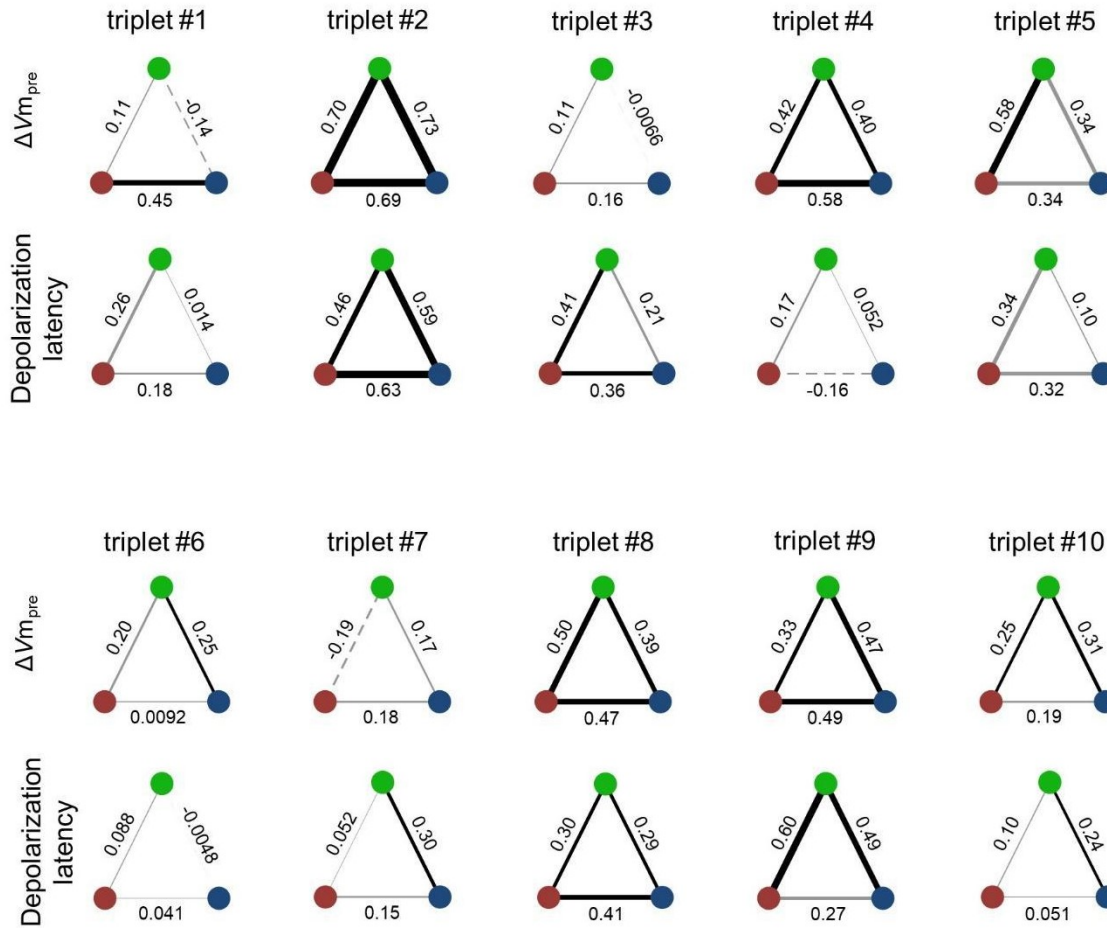 triplet #1 triplet #2 triplet #3 triplet #4 triplet #5
ΔVm_pre
0.11 -0.14 0.45
0.70 0.73 0.69
0.11 -0.0066 0.16
0.42 0.40 0.58
0.58 0.34 0.34
Depolarization
latency
0.26 0.014 0.18
0.46 0.59 0.63
0.41 0.21 0.36
0.17 0.052 -0.16
0.34 0.10 0.32
triplet #6 triplet #7 triplet #8 triplet #9 triplet #10
ΔVm_pre
0.20 0.25 0.0092
-0.19 0.17 0.18
0.50 0.39 0.47
0.33 0.47 0.49
0.25 0.31 0.19
Depolarization
latency
0.088 -0.0048 0.041
0.052 0.30 0.15
0.30 0.29 0.41
0.60 0.49 0.27
0.10 0.24 0.051